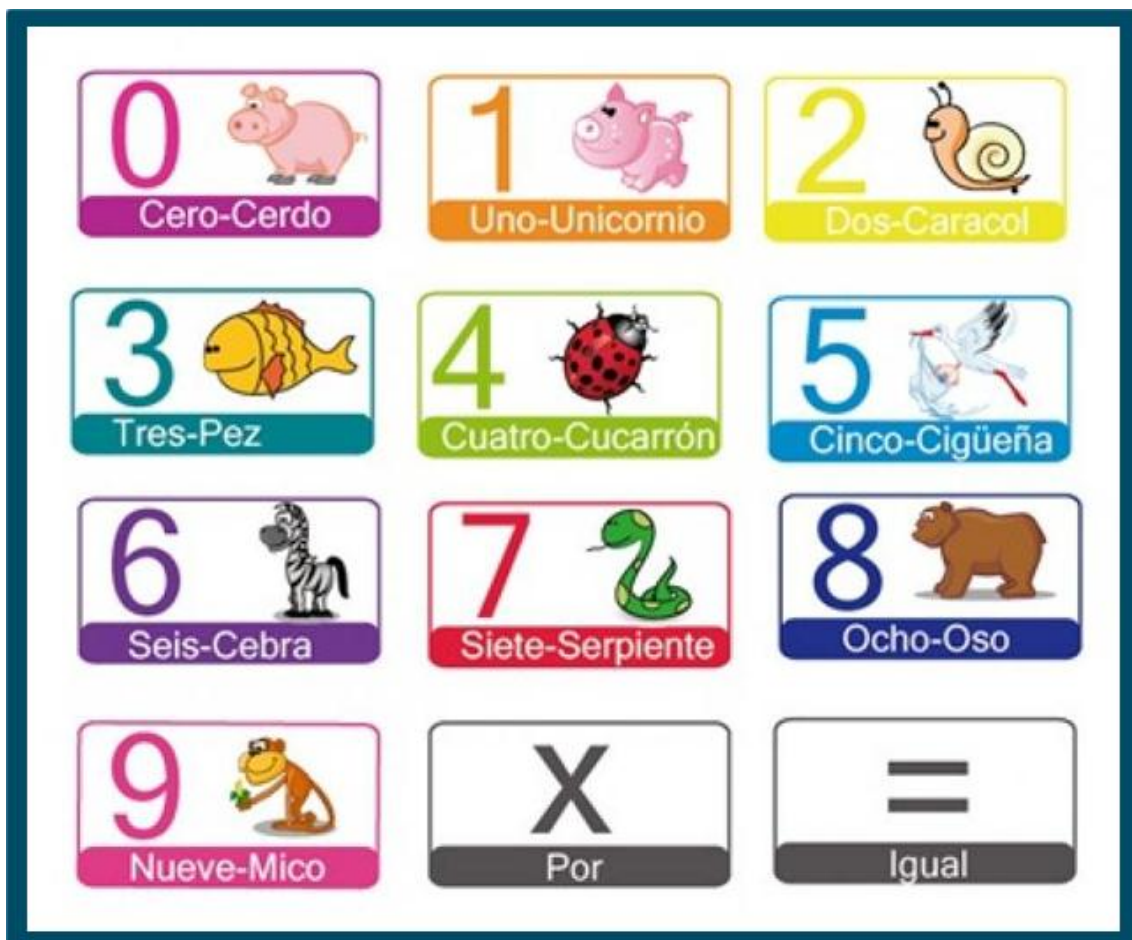 0
Cero-Cerdo
1
Uno-Unicornio
2
Dos-Caracol
3
Tres-Pez
4
Cuatro-Cucarrón
5
Cinco-Cigüeña
6
Seis-Cebra
7
Siete-Serpiente
8
Ocho-Oso
9
Nueve-Mico
X
Por
=
Igual